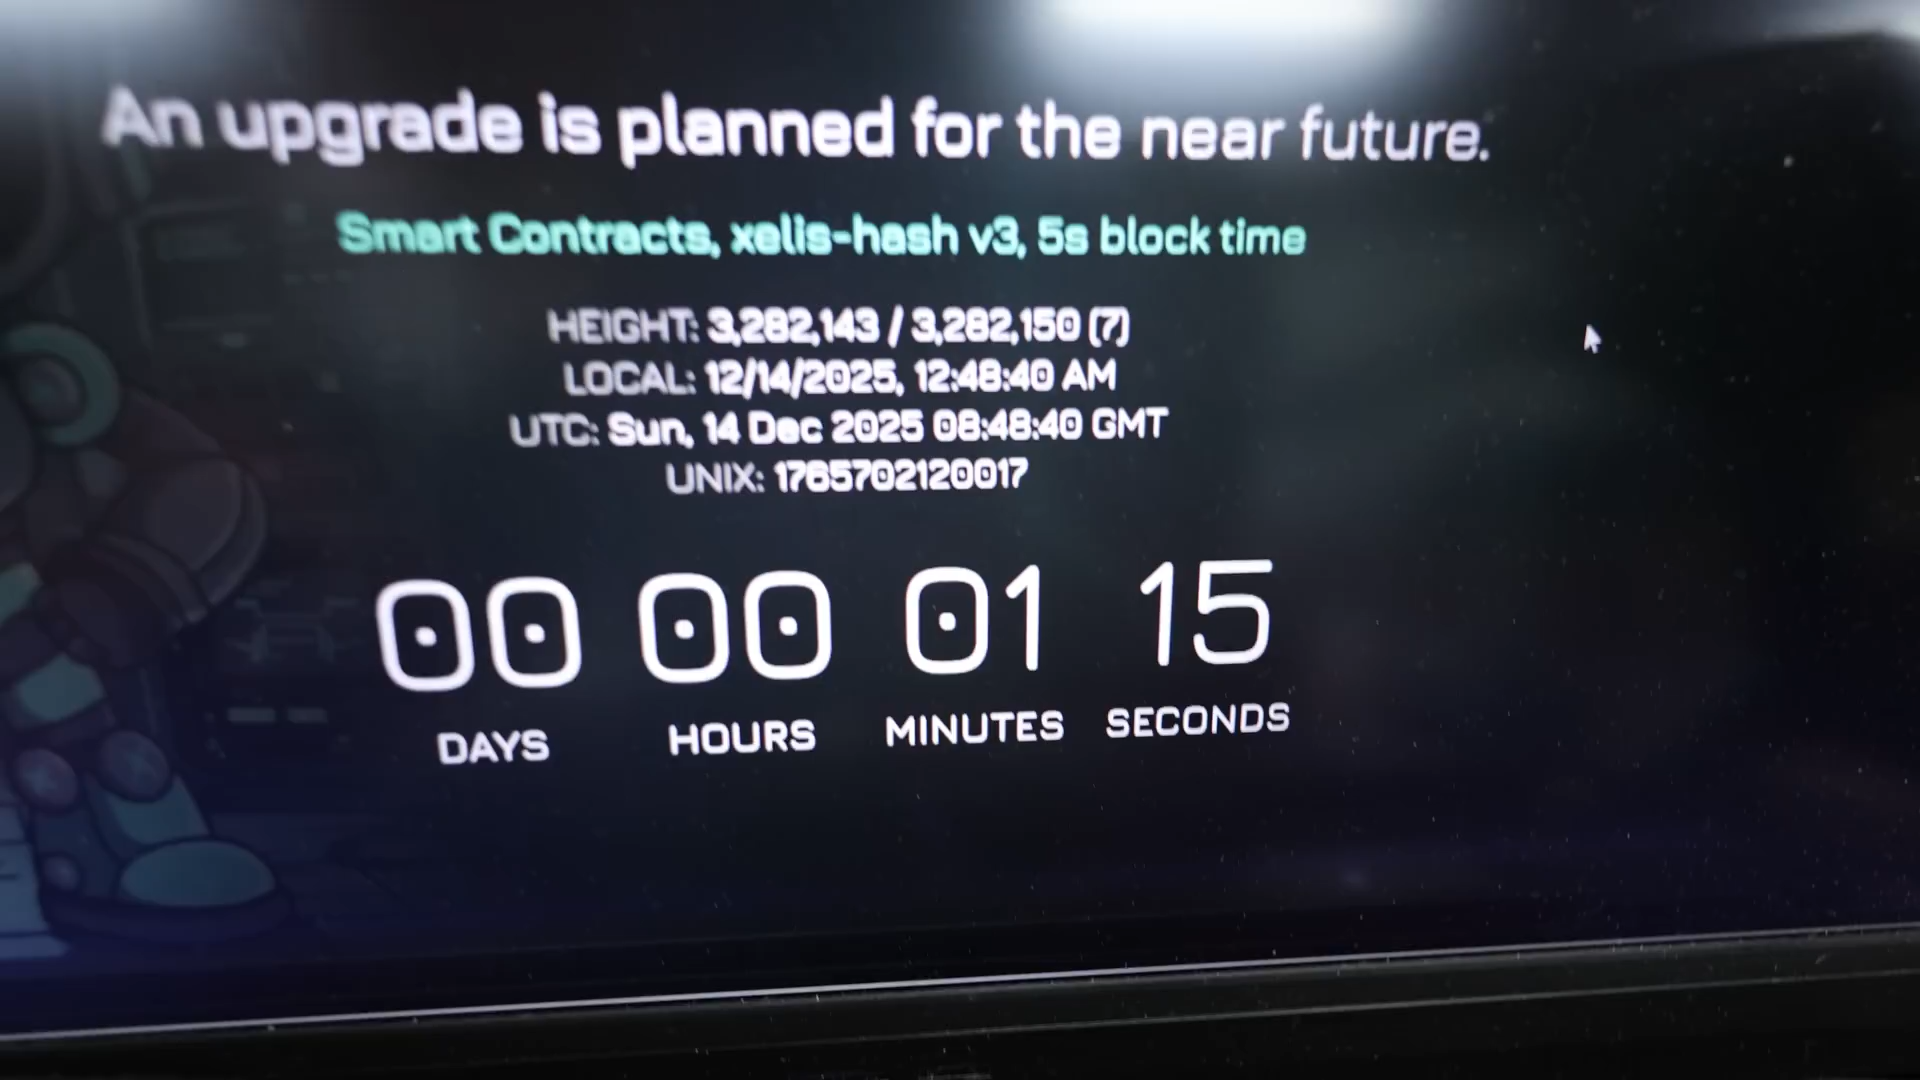 An upgrade is planned for the near future.
Smart Contracts, xelis-hash v3, 5s block time
HEIGHT: 3,282,143 / 3,282,150 (7)
LOCAL: 12/14/2025, 12:48:40 AM
UTC: Sun, 14 Dec 2025 08:48:40 GMT
UNIX: 1765702120017
00 00 01 15
DAYS HOURS MINUTES SECONDS